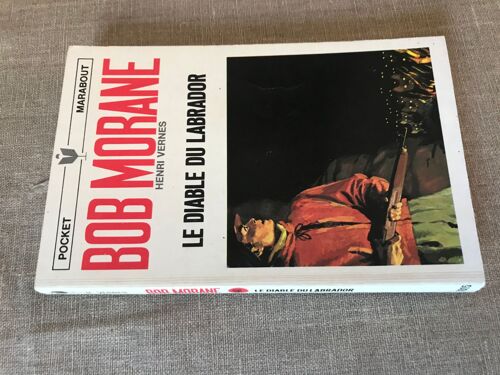 POCKET MARABOUT
BOB MORANE
HENRI VERNES
LE DIABLE DU LABRADOR
BOB MORANE LE DIABLE DU LABRADOR